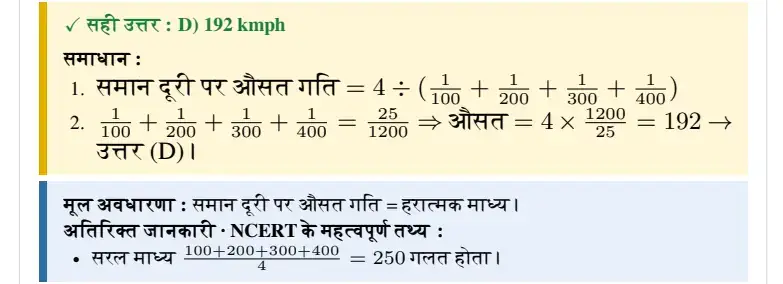 ✓ सही उत्तर : D) 192 kmph
समाधान :
1. समान दूरी पर औसत गति = 4 ÷ (1/100 + 1/200 + 1/300 + 1/400)
2. 1/100 + 1/200 + 1/300 + 1/400 = 25/1200 ⇒ औसत = 4 × 1200/25 = 192 →
उत्तर (D)।
मूल अवधारणा : समान दूरी पर औसत गति = हरात्मक माध्य।
अतिरिक्त जानकारी · NCERT के महत्वपूर्ण तथ्य :
• सरल माध्य (100+200+300+400)/4 = 250 गलत होता।